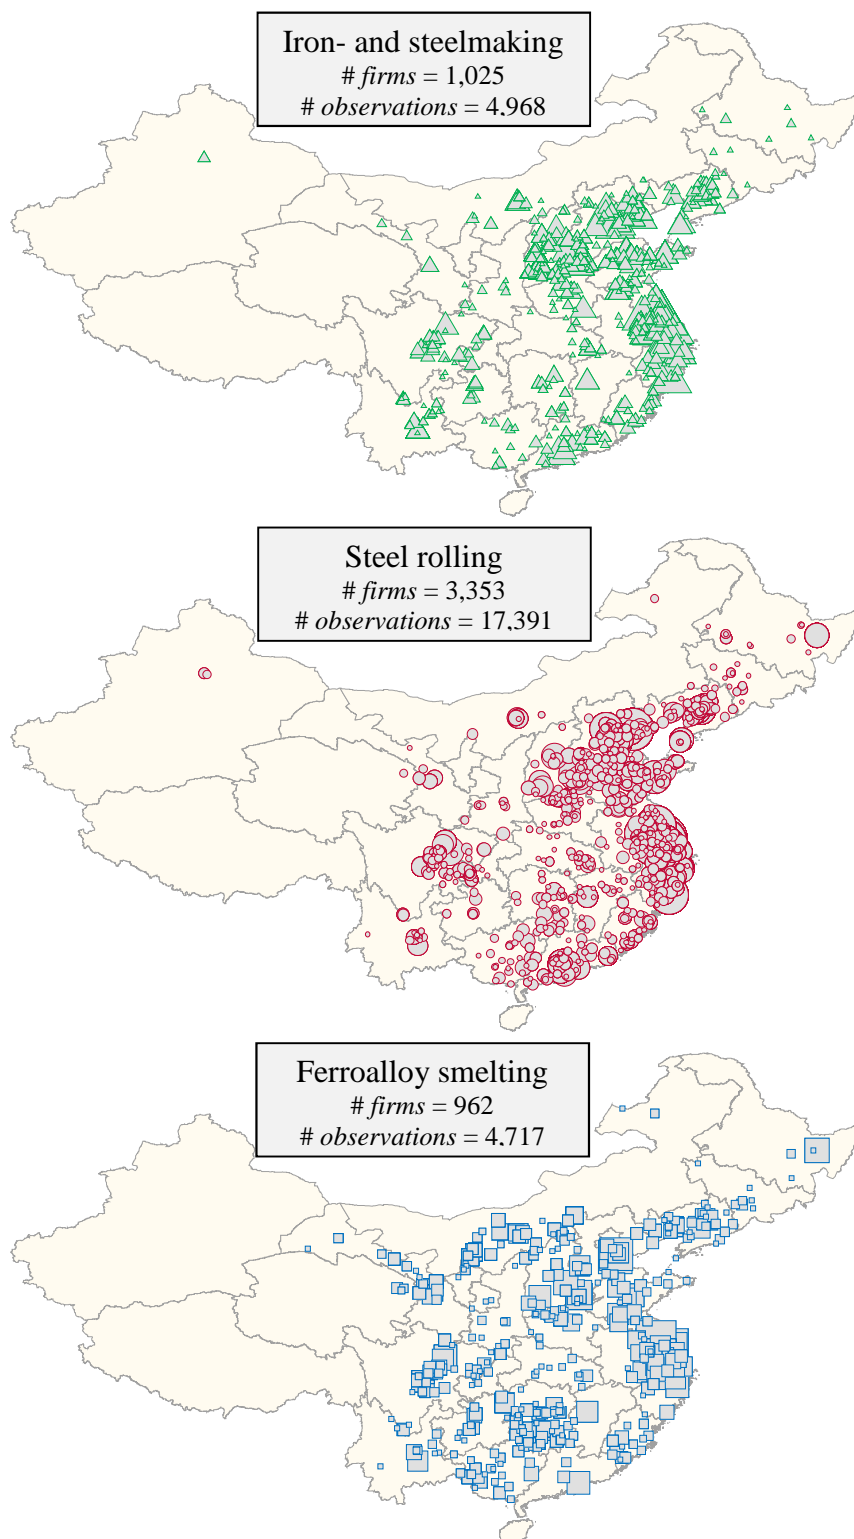 Iron- and steelmaking
# firms = 1,025
# observations = 4,968
Steel rolling
# firms = 3,353
# observations = 17,391
Ferroalloy smelting
# firms = 962
# observations = 4,717